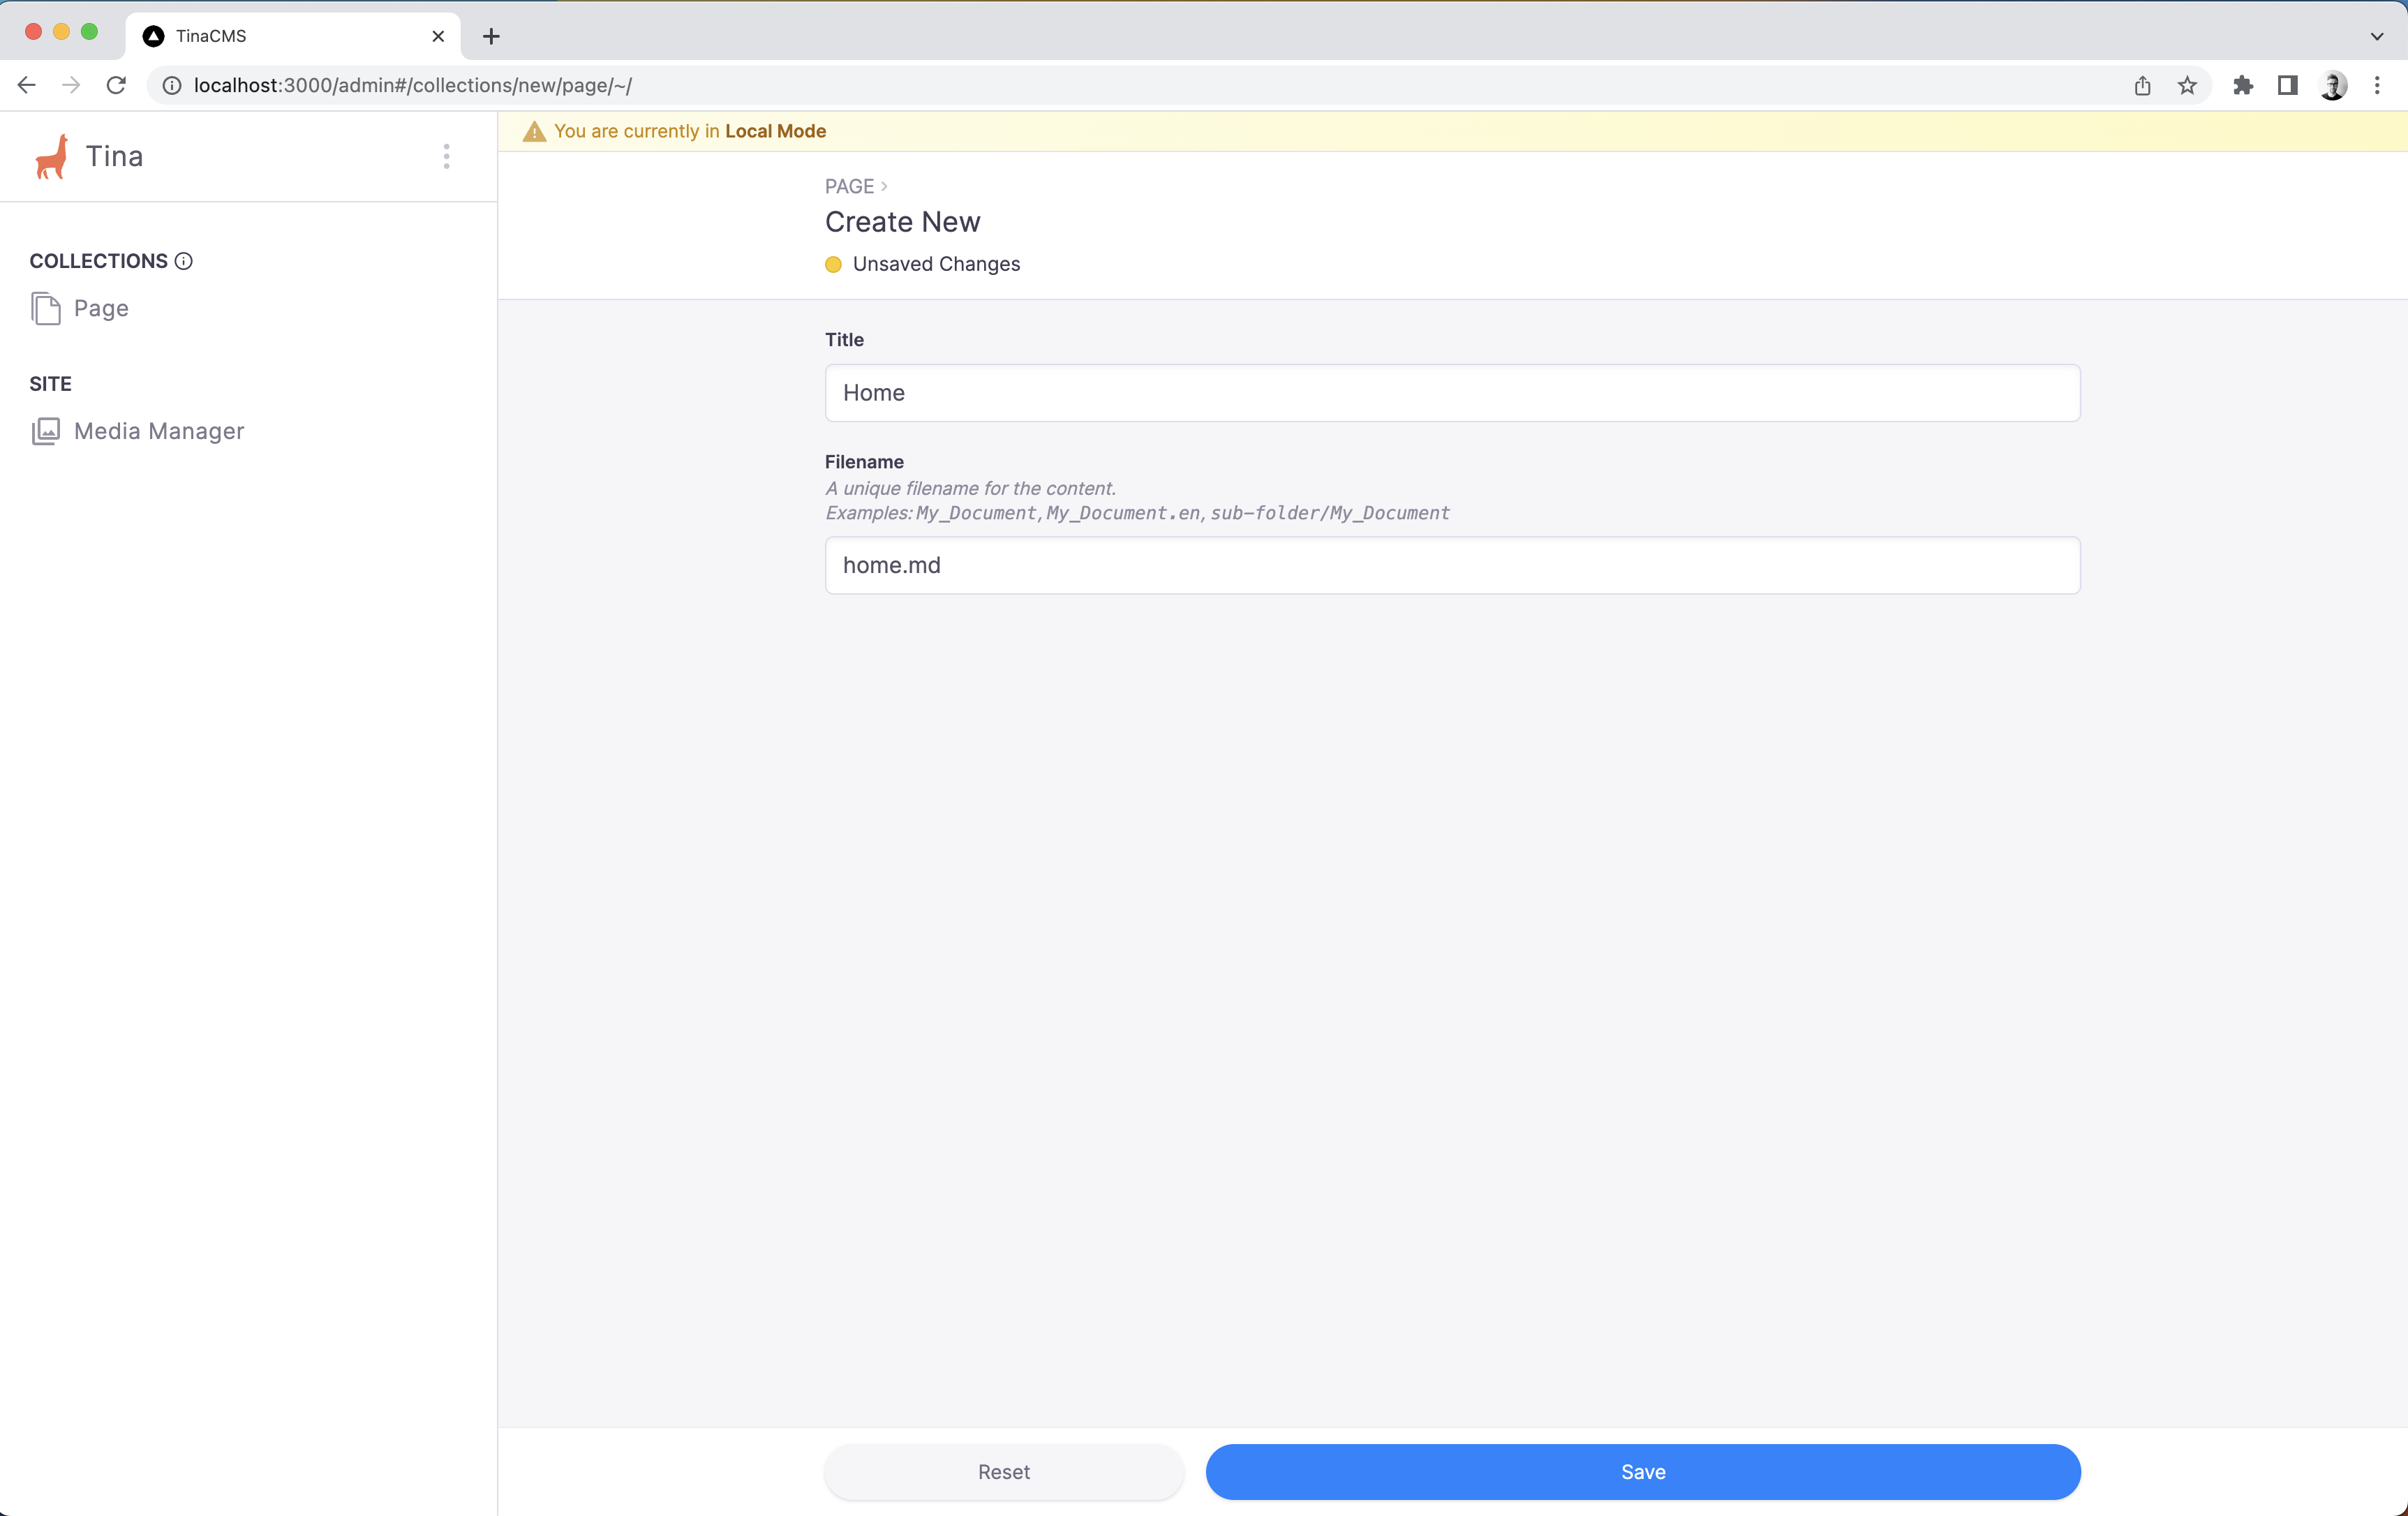 TinaCMS
localhost:3000/admin#/collections/new/page/~/
Tina
COLLECTIONS
Page
SITE
Media Manager
You are currently in Local Mode
PAGE
Create New
Unsaved Changes
Title
Home
Filename
A unique filename for the content.
Examples: My_Document, My_Document.en, sub-folder/My_Document
home.md
Reset
Save